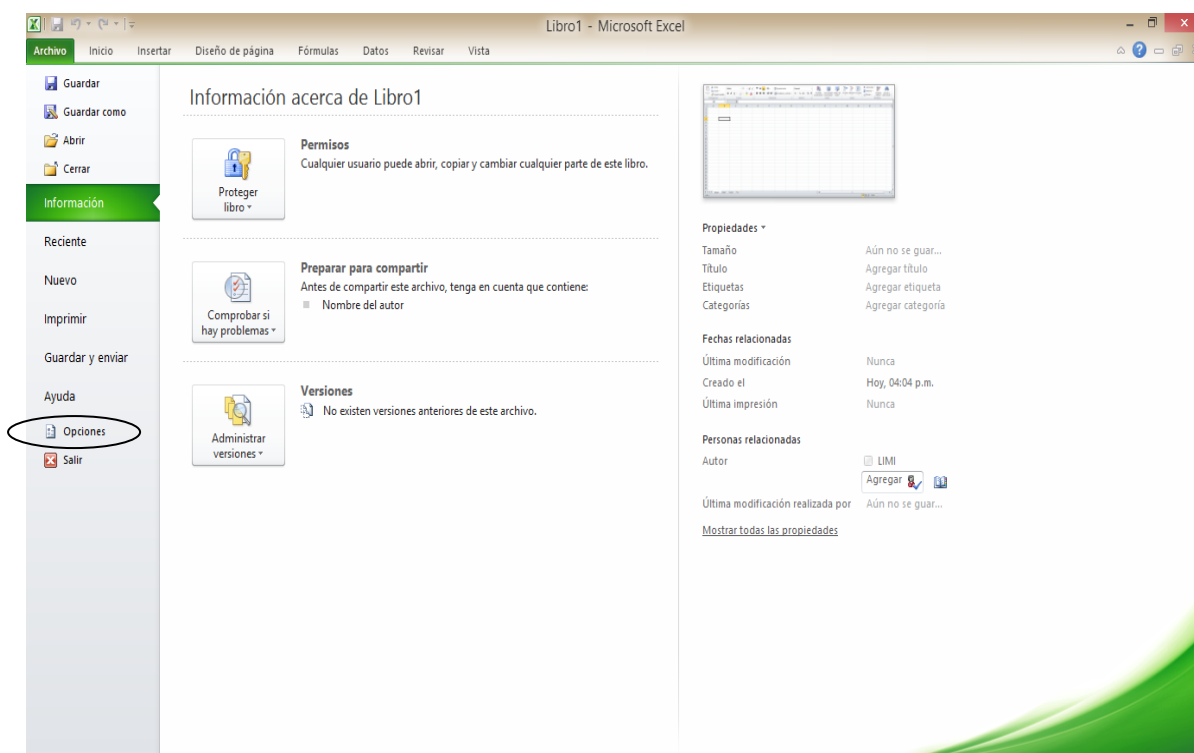 Libro1 - Microsoft Excel
Archivo Inicio Insertar Diseño de página Fórmulas Datos Revisar Vista
Guardar
Guardar como
Abrir
Cerrar
Información
Reciente
Nuevo
Imprimir
Guardar y enviar
Ayuda
Opciones
Salir
Información acerca de Libro1
Proteger
libro
Permisos
Cualquier usuario puede abrir, copiar y cambiar cualquier parte de este libro.
Comprobar si
hay problemas
Preparar para compartir
Antes de compartir este archivo, tenga en cuenta que contiene:
Nombre del autor
Administrar
versiones
Versiones
No existen versiones anteriores de este archivo.
Propiedades
Tamaño Aún no se guar...
Título Agregar título
Etiquetas Agregar etiqueta
Categorías Agregar categoría
Fechas relacionadas
Última modificación Nunca
Creado el Hoy, 04:04 p.m.
Última impresión Nunca
Personas relacionadas
Autor LIMI
Agregar
Última modificación realizada por Aún no se guar...
Mostrar todas las propiedades